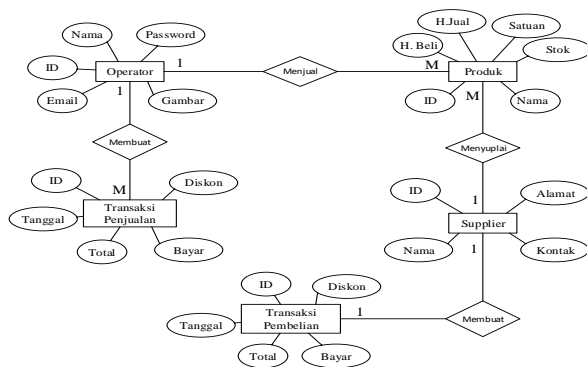 Nama
Password
H.Jual
Satuan
H. Beli
Stok
ID
Operator
1
Menjual
M
Produk
Email
1
Gambar
ID
M
Nama
Membuat
Menyuplai
ID
M
Diskon
ID
1
Alamat
Tanggal
Transaksi
Penjualan
Supplier
Total
Bayar
Nama
1
Kontak
ID
Diskon
Tanggal
Transaksi
Pembelian
1
Membuat
Total
Bayar